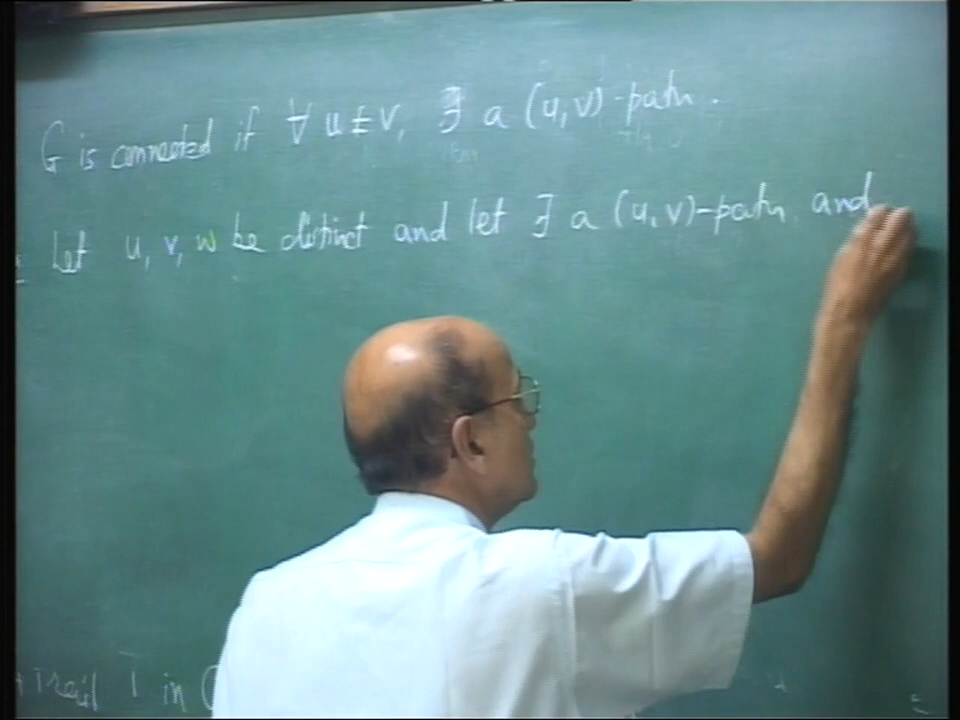 G is connected if ∀ u ≠ v, ∃ a (u,v)-path.
Let u, v, w be distinct and let ∃ a (u,v)-path and
Trail T in G